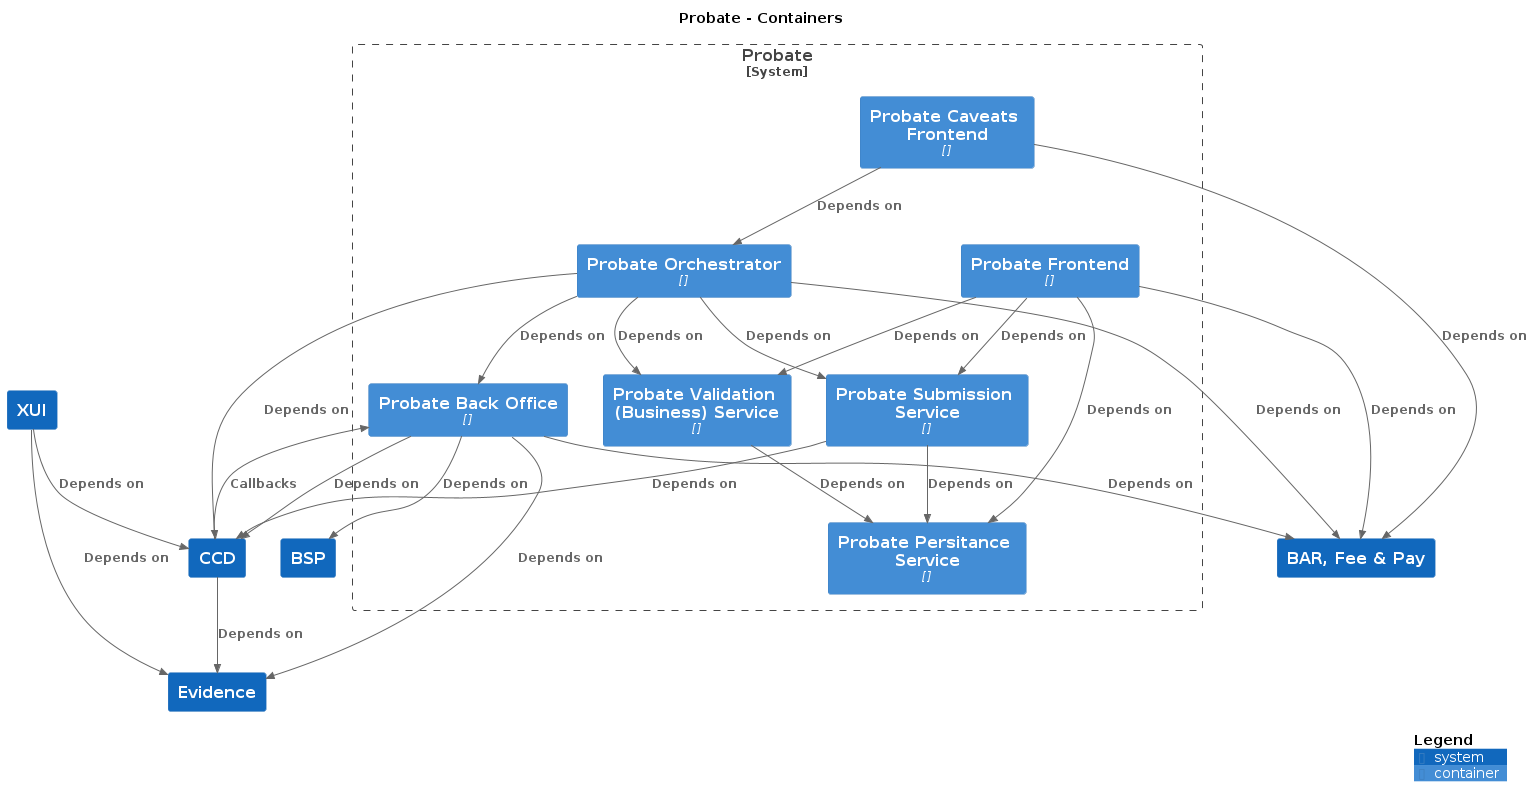 Probate - Containers
Probate
[System]
Probate Caveats
Frontend
[]
Depends on
Probate Orchestrator
[]
Probate Frontend
[]
Depends on
Depends on
Depends on
Depends on
Depends on
Depends on
Probate Back Office
[]
Probate Validation
(Business) Service
[]
Probate Submission
Service
[]
XUI
Depends on
Depends on
Depends on
Depends on
Depends on
Callbacks
Depends on
Depends on
Depends on
Depends on
Depends on
Depends on
Probate Persitance
Service
[]
Depends on
CCD
BSP
Depends on
BAR, Fee & Pay
Depends on
Evidence
Legend
system
container